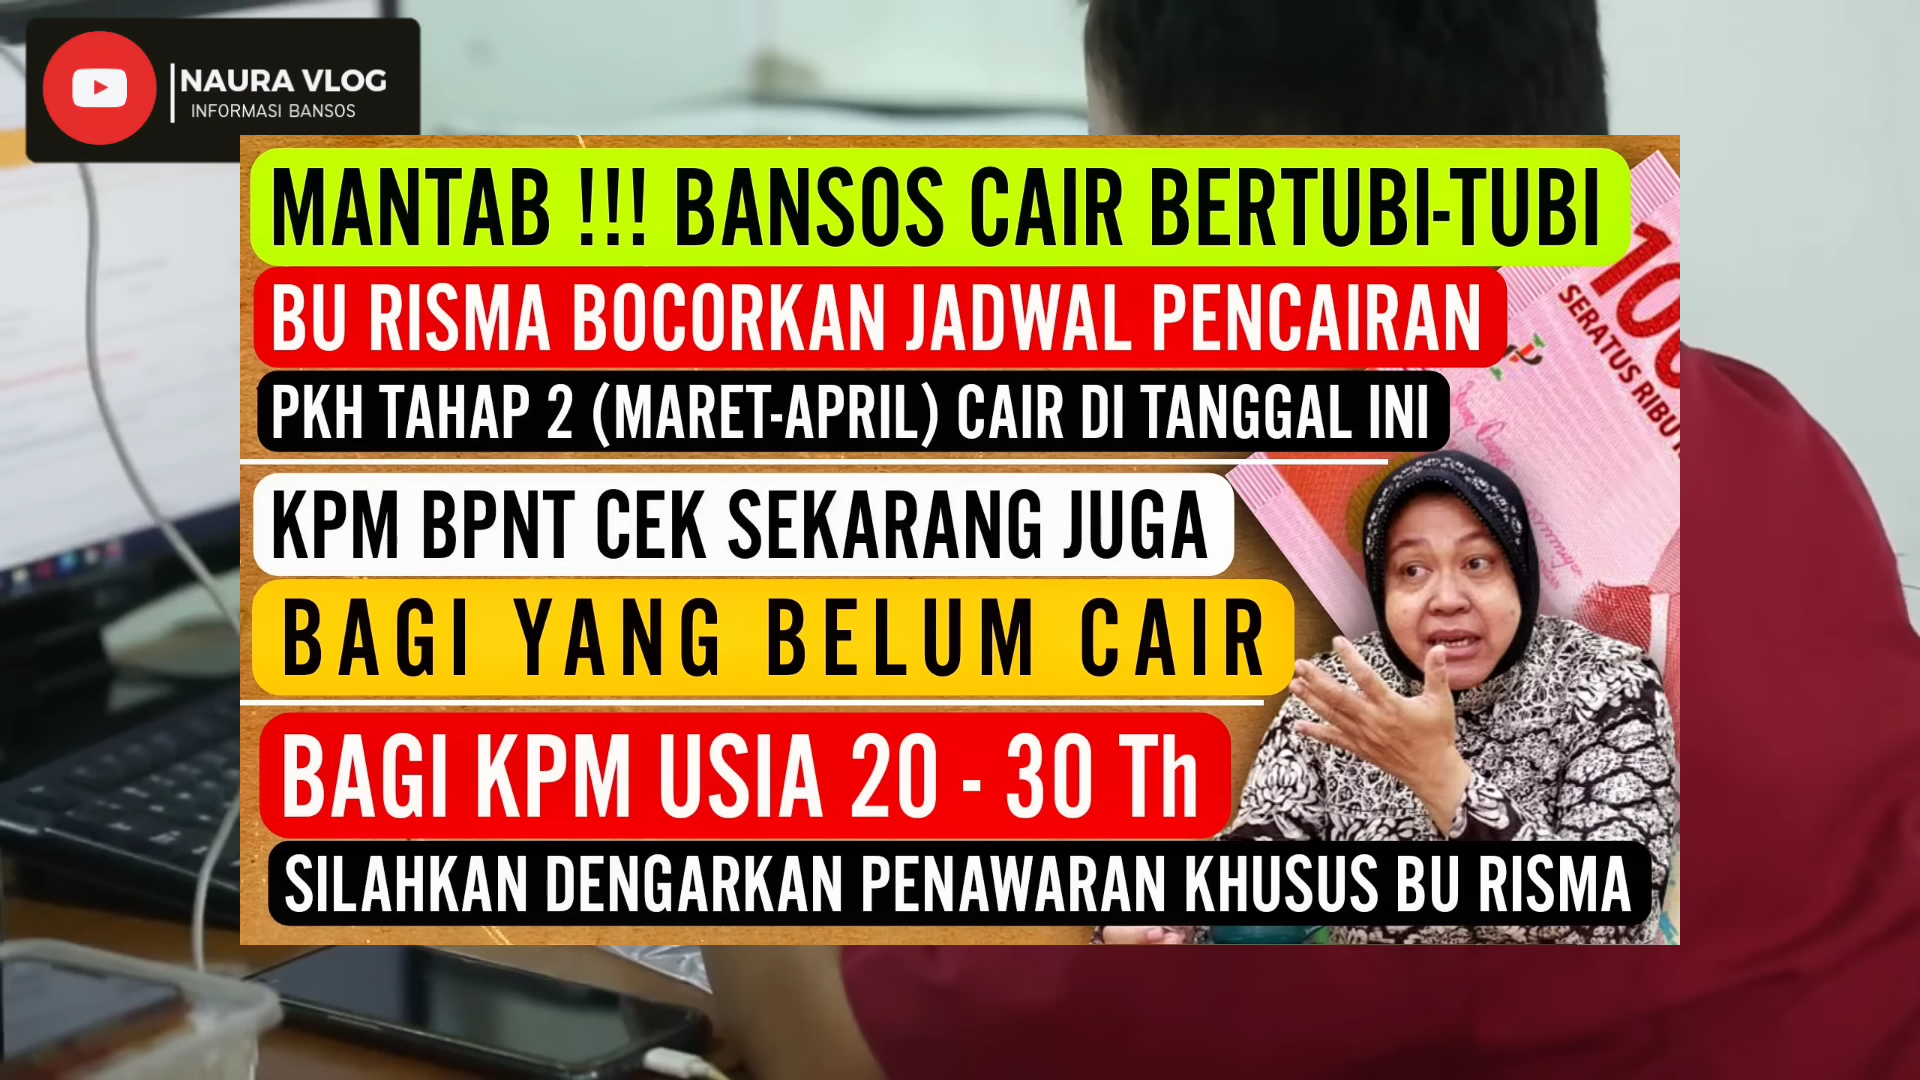 NAURA VLOG
INFORMASI BANSOS
MANTAB !!! BANSOS CAIR BERTUBI-TUBI
BU RISMA BOCORKAN JADWAL PENCAIRAN
PKH TAHAP 2 (MARET-APRIL) CAIR DI TANGGAL INI
KPM BPNT CEK SEKARANG JUGA
BAGI YANG BELUM CAIR
BAGI KPM USIA 20 - 30 Th
SILAHKAN DENGARKAN PENAWARAN KHUSUS BU RISMA
SERATUS RIBU